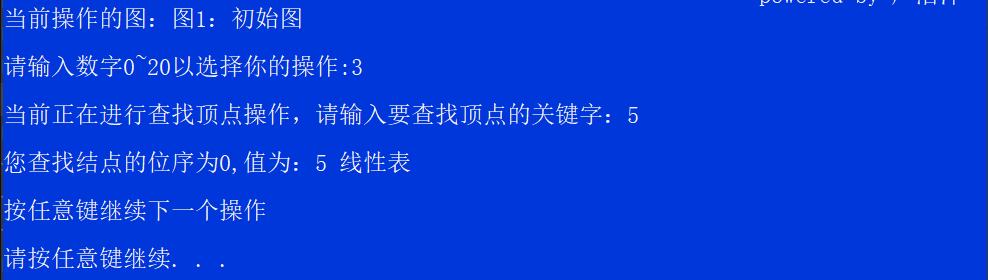 powered by
当前操作的图：图1：初始图
请输入数字0~20以选择你的操作:3
当前正在进行查找顶点操作，请输入要查找顶点的关键字：5
您查找结点的位序为0,值为：5 线性表
按任意键继续下一个操作
请按任意键继续. . .